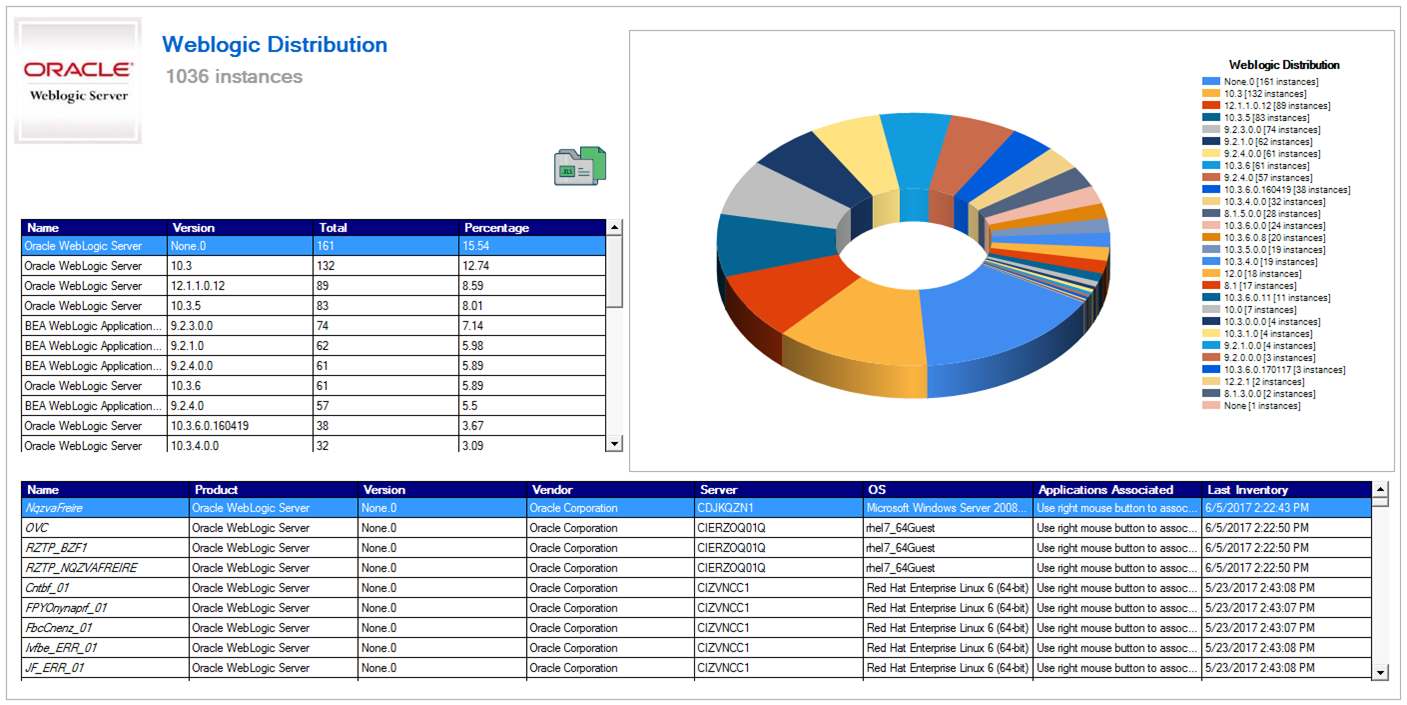 ORACLE
Weblogic Server
Weblogic Distribution
1036 instances
.XLS
Name Version Total Percentage
Oracle WebLogic Server None.0 161 15.54
Oracle WebLogic Server 10.3 132 12.74
Oracle WebLogic Server 12.1.1.0.12 89 8.59
Oracle WebLogic Server 10.3.5 83 8.01
BEA WebLogic Application... 9.2.3.0.0 74 7.14
BEA WebLogic Application... 9.2.1.0 62 5.98
BEA WebLogic Application... 9.2.4.0.0 61 5.89
Oracle WebLogic Server 10.3.6 61 5.89
BEA WebLogic Application... 9.2.4.0 57 5.5
Oracle WebLogic Server 10.3.6.0.160419 38 3.67
Oracle WebLogic Server 10.3.4.0.0 32 3.09
Weblogic Distribution
None.0 [161 instances]
10.3 [132 instances]
12.1.1.0.12 [89 instances]
10.3.5 [83 instances]
9.2.3.0.0 [74 instances]
9.2.1.0 [62 instances]
9.2.4.0.0 [61 instances]
10.3.6 [61 instances]
9.2.4.0 [57 instances]
10.3.6.0.160419 [38 instances]
10.3.4.0.0 [32 instances]
8.1.5.0.0 [28 instances]
10.3.6.0.0 [24 instances]
10.3.6.0.8 [20 instances]
10.3.5.0.0 [19 instances]
10.3.4.0 [19 instances]
12.0 [18 instances]
8.1 [17 instances]
10.3.6.0.11 [11 instances]
10.0 [7 instances]
10.3.0.0.0 [4 instances]
10.3.1.0 [4 instances]
9.2.1.0.0 [4 instances]
9.2.0.0.0 [3 instances]
10.3.6.0.170117 [3 instances]
12.2.1 [2 instances]
8.1.3.0.0 [2 instances]
None [1 instances]
Name Product Version Vendor Server OS Applications Associated Last Inventory
NqzvaFreire Oracle WebLogic Server None.0 Oracle Corporation CDJKQZN1 Microsoft Windows Server 2008... Use right mouse button to assoc... 6/5/2017 2:22:43 PM
OVC Oracle WebLogic Server None.0 Oracle Corporation CIERZOQ01Q rhel7_64Guest Use right mouse button to assoc... 6/5/2017 2:22:50 PM
RZTP_BZF1 Oracle WebLogic Server None.0 Oracle Corporation CIERZOQ01Q rhel7_64Guest Use right mouse button to assoc... 6/5/2017 2:22:50 PM
RZTP_NQZVAFREIRE Oracle WebLogic Server None.0 Oracle Corporation CIERZOQ01Q rhel7_64Guest Use right mouse button to assoc... 6/5/2017 2:22:50 PM
Cntbf_01 Oracle WebLogic Server None.0 Oracle Corporation CIZVNCC1 Red Hat Enterprise Linux 6 (64-bit) Use right mouse button to assoc... 5/23/2017 2:43:08 PM
FPYOnynaprf_01 Oracle WebLogic Server None.0 Oracle Corporation CIZVNCC1 Red Hat Enterprise Linux 6 (64-bit) Use right mouse button to assoc... 5/23/2017 2:43:07 PM
FbcCnenz_01 Oracle WebLogic Server None.0 Oracle Corporation CIZVNCC1 Red Hat Enterprise Linux 6 (64-bit) Use right mouse button to assoc... 5/23/2017 2:43:07 PM
Ivfbe_ERR_01 Oracle WebLogic Server None.0 Oracle Corporation CIZVNCC1 Red Hat Enterprise Linux 6 (64-bit) Use right mouse button to assoc... 5/23/2017 2:43:08 PM
JF_ERR_01 Oracle WebLogic Server None.0 Oracle Corporation CIZVNCC1 Red Hat Enterprise Linux 6 (64-bit) Use right mouse button to assoc... 5/23/2017 2:43:08 PM